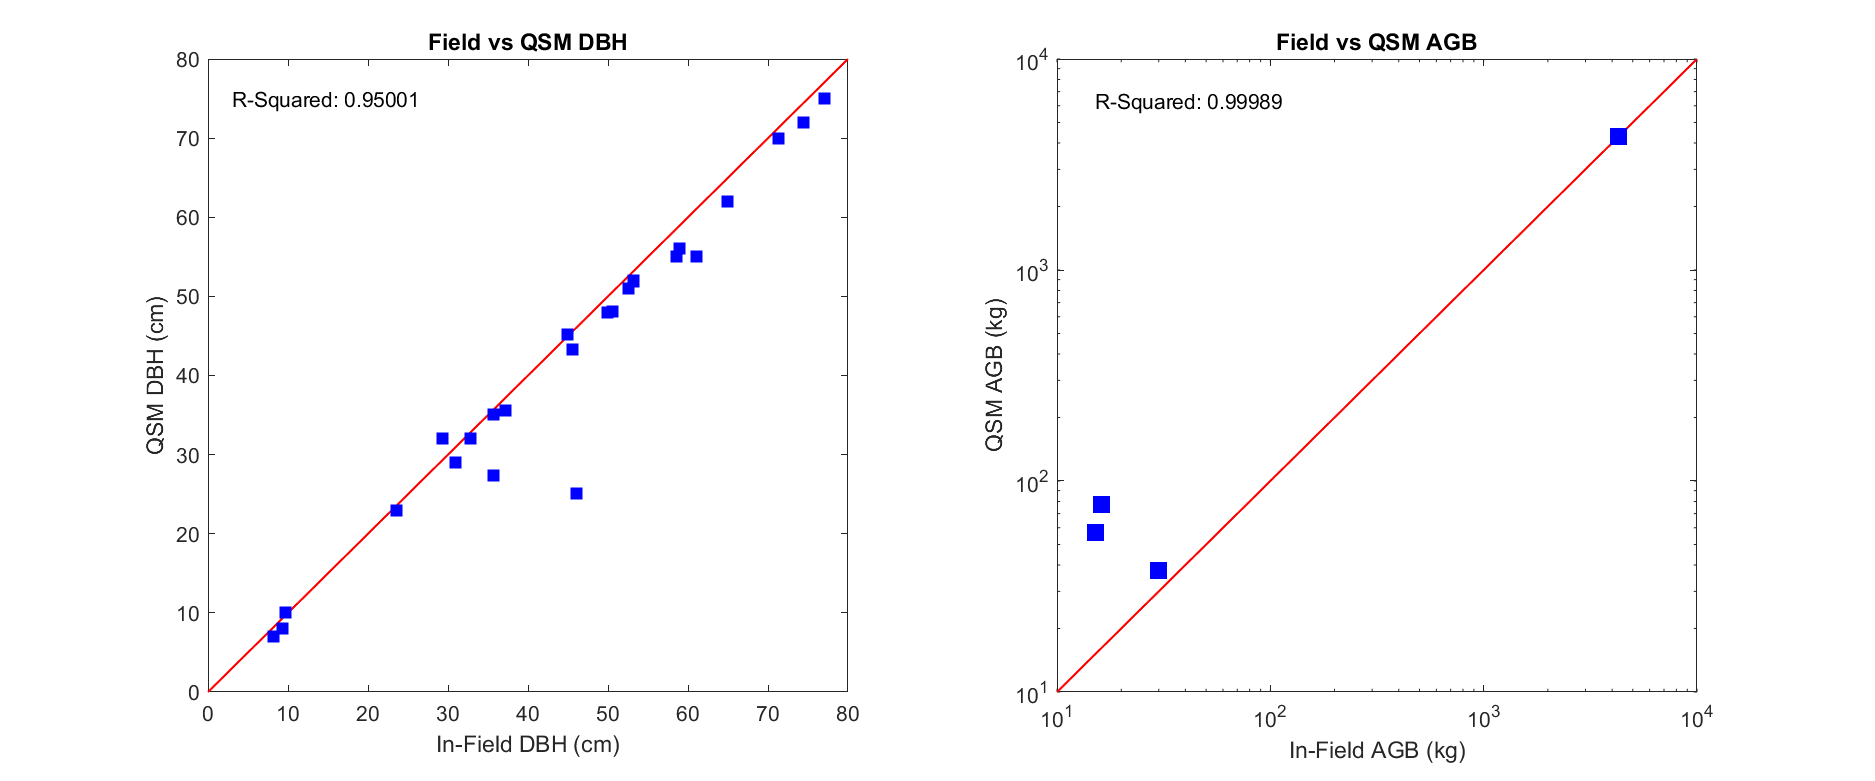 Field vs QSM DBH
R-Squared: 0.95001
80
70
60
50
40
30
20
10
0
QSM DBH (cm)
0 10 20 30 40 50 60 70 80
In-Field DBH (cm)
Field vs QSM AGB
R-Squared: 0.99989
10^4
10^3
10^2
10^1
QSM AGB (kg)
10^1 10^2 10^3 10^4
In-Field AGB (kg)